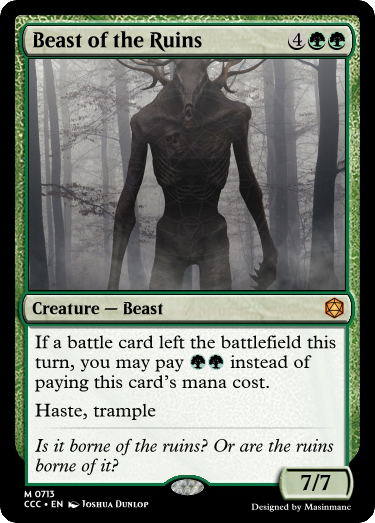 Beast of the Ruins 4
Creature — Beast
If a battle card left the battlefield this
turn, you may pay instead of
paying this card's mana cost.
Haste, trample
Is it borne of the ruins? Or are the ruins
borne of it?
7/7
M 0713
CCC • EN Joshua Dunlop
Designed by Masinmanc